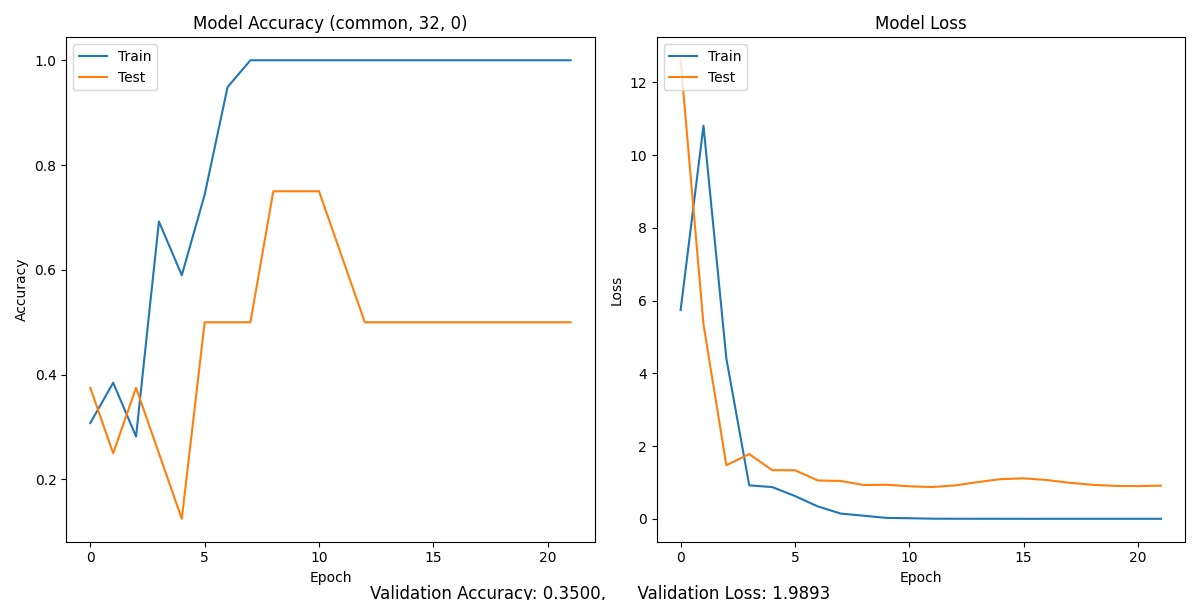 Model Accuracy (common, 32, 0)
Train
Test
1.0
0.8
0.6
0.4
0.2
Accuracy
0 5 10 15 20
Epoch
Model Loss
Train
Test
12
10
8
6
4
2
0
Loss
0 5 10 15 20
Epoch
Validation Accuracy: 0.3500, Validation Loss: 1.9893